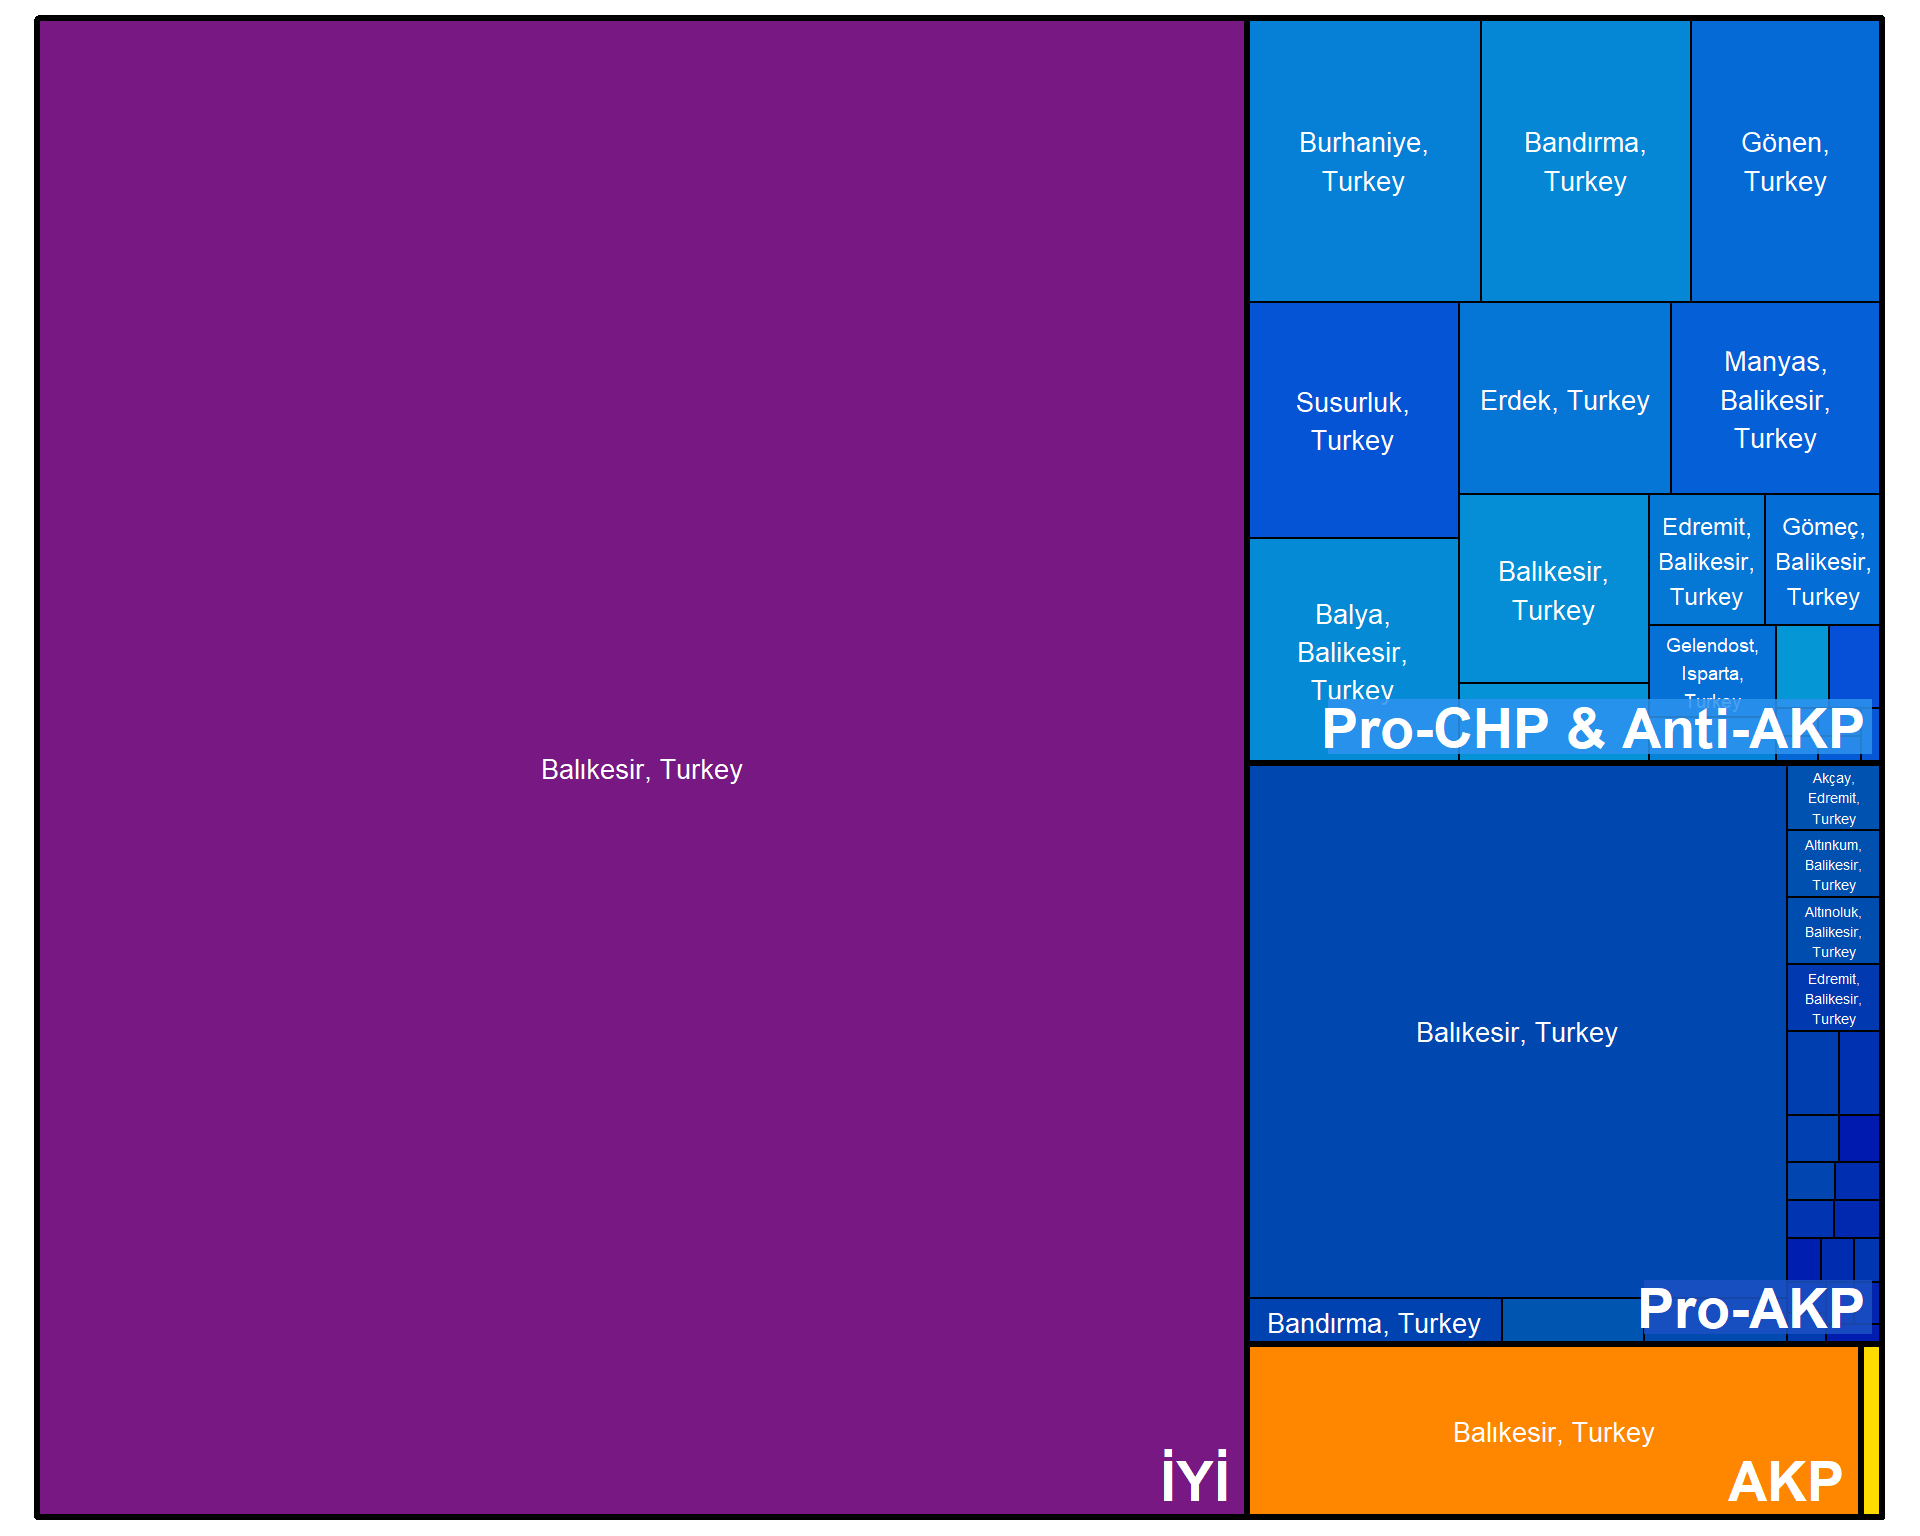 Balıkesir, Turkey
İYİ
Burhaniye,
Turkey
Bandırma,
Turkey
Gönen,
Turkey
Susurluk,
Turkey
Erdek, Turkey
Manyas,
Balikesir,
Turkey
Balya,
Balikesir,
Turkey
Balıkesir,
Turkey
Edremit,
Balikesir,
Turkey
Gömeç,
Balikesir,
Turkey
Gelendost,
Isparta,
Turkey
Pro-CHP & Anti-AKP
Balıkesir, Turkey
Akçay,
Edremit,
Turkey
Altınkum,
Balikesir,
Turkey
Altınoluk,
Balikesir,
Turkey
Edremit,
Balikesir,
Turkey
Bandırma, Turkey
Pro-AKP
Balıkesir, Turkey
AKP